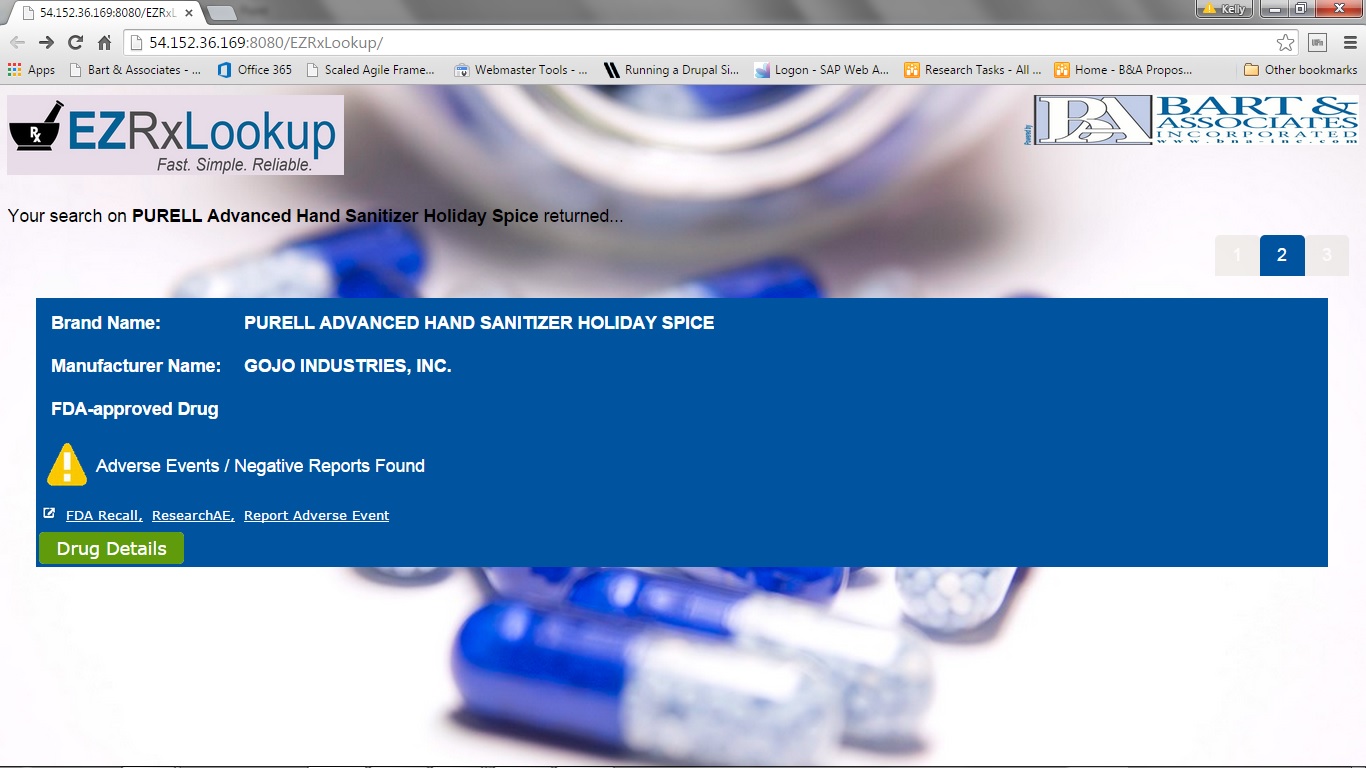 54.152.36.169:8080/EZRxL
Kelly
54.152.36.169:8080/EZRxLookup/
Apps Bart & Associates - ... Office 365 Scaled Agile Frame... Webmaster Tools - ... Running a Drupal Si... Logon - SAP Web A... Research Tasks - All ... Home - B&A Propos... Other bookmarks
Rx EZRxLookup
Fast. Simple. Reliable.
Powered by B&A BART &
ASSOCIATES
INCORPORATED
www.bna-inc.com
Your search on PURELL Advanced Hand Sanitizer Holiday Spice returned...
1 2 3
Brand Name: PURELL ADVANCED HAND SANITIZER HOLIDAY SPICE
Manufacturer Name: GOJO INDUSTRIES, INC.
FDA-approved Drug
Adverse Events / Negative Reports Found
FDA Recall, ResearchAE, Report Adverse Event
Drug Details